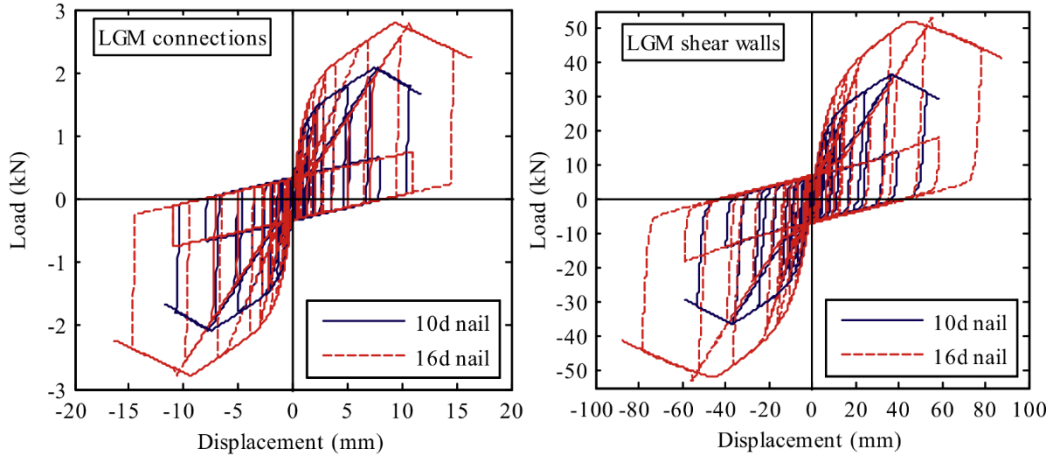 LGM connections
Load (kN)
3
2
1
0
-1
-2
-3
-20 -15 -10 -5 0 5 10 15 20
Displacement (mm)
10d nail
16d nail
LGM shear walls
Load (kN)
50
40
30
20
10
0
-10
-20
-30
-40
-50
-100 -80 -60 -40 -20 0 20 40 60 80 100
Displacement (mm)
10d nail
16d nail